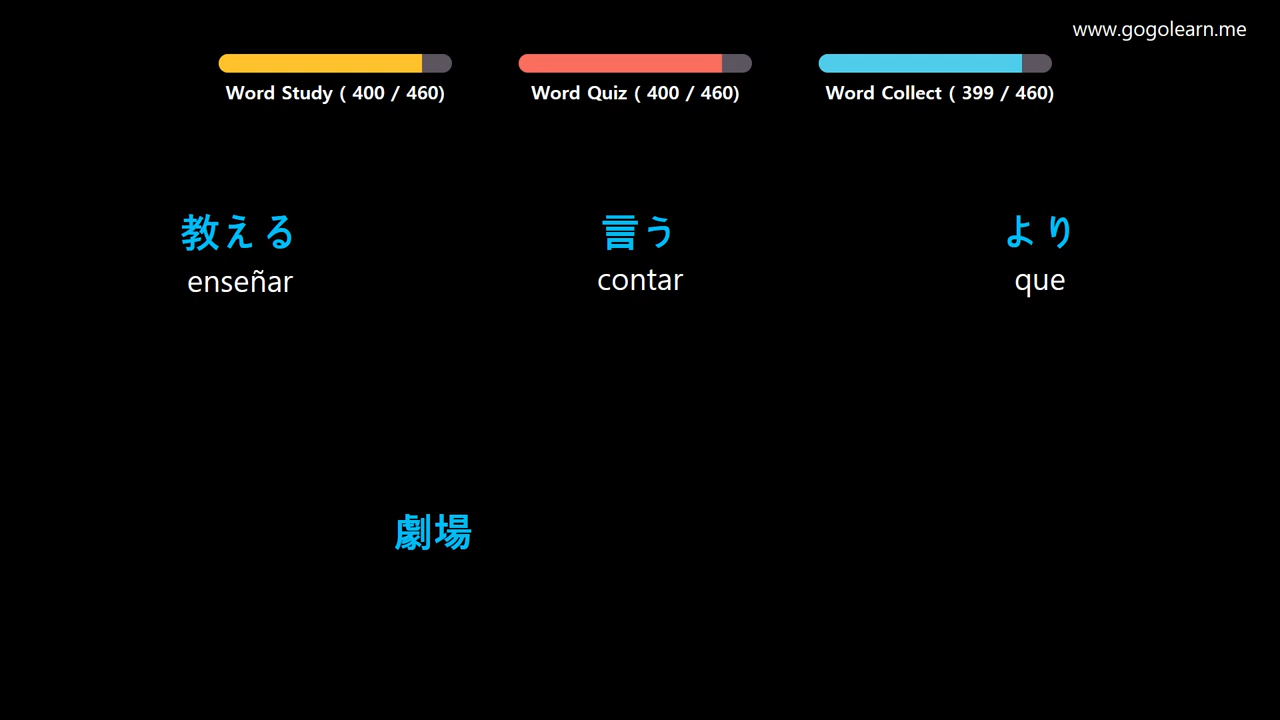 www.gogolearn.me
Word Study ( 400 / 460)
Word Quiz ( 400 / 460)
Word Collect ( 399 / 460)
教える
言う
より
enseñar
contar
que
劇場